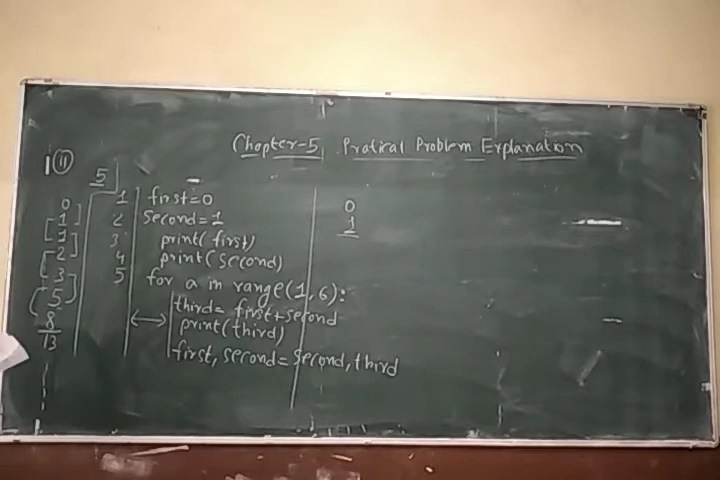 Chapter-5, Pratical Problem Explanation
11
5
0
1
1
2
3
5
8
13
1
2
3
4
5
first=0
second=1
print(first)
print(second)
for a in range(1,6):
third= first+second
print(third)
first, second= second, third
0
1